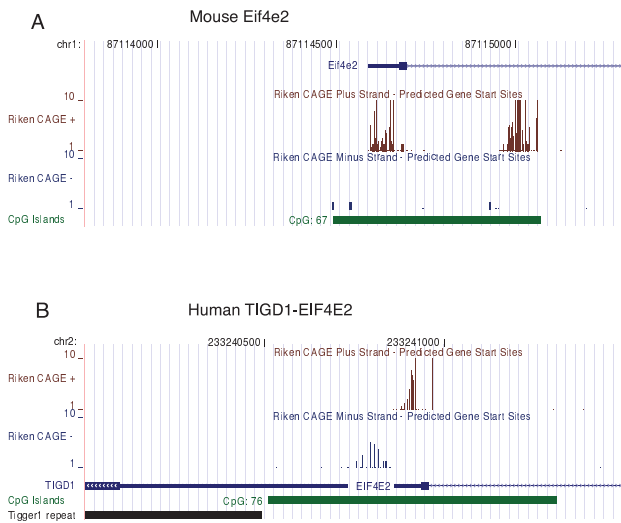 A
Mouse Eif4e2
chr1: 87114000 87114500 87115000
Eif4e2
Riken CAGE Plus Strand - Predicted Gene Start Sites
10
Riken CAGE +
1
Riken CAGE Minus Strand - Predicted Gene Start Sites
10
Riken CAGE -
1
CpG Islands CpG: 67
B
Human TIGD1-EIF4E2
chr2: 233240500 233241000
Riken CAGE Plus Strand - Predicted Gene Start Sites
10
Riken CAGE +
1
Riken CAGE Minus Strand - Predicted Gene Start Sites
10
Riken CAGE -
1
TIGD1 EIF4E2
CpG Islands CpG: 76
Tigger1 repeat